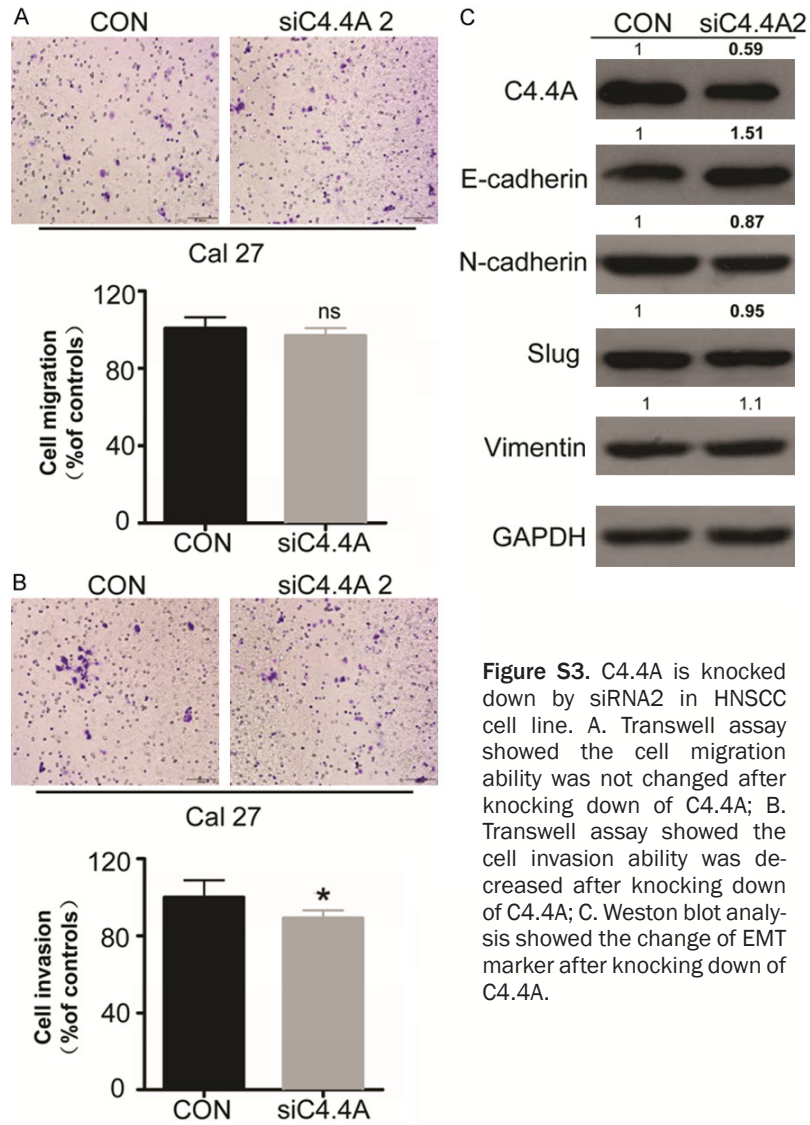 A
CON siC4.4A 2
Cal 27
120
80
40
0
Cell migration
(%of controls)
ns
CON siC4.4A
B
CON siC4.4A 2
Cal 27
120
80
40
0
Cell invasion
(%of controls)
*
CON siC4.4A
C
CON siC4.4A2
1 0.59
C4.4A
1 1.51
E-cadherin
1 0.87
N-cadherin
1 0.95
Slug
1 1.1
Vimentin
GAPDH
Figure S3. C4.4A is knocked
down by siRNA2 in HNSCC
cell line. A. Transwell assay
showed the cell migration
ability was not changed after
knocking down of C4.4A; B.
Transwell assay showed the
cell invasion ability was de-
creased after knocking down
of C4.4A; C. Weston blot analy-
sis showed the change of EMT
marker after knocking down of
C4.4A.